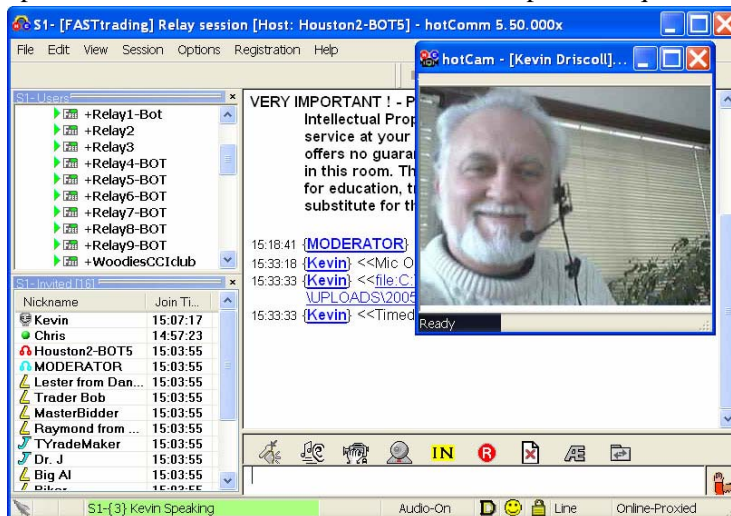 S1- [FASTtrading] Relay session [Host: Houston2-BOT5] - hotComm 5.50.000x
File Edit View Session Options Registration Help
hotCam - [Kevin Driscoll]...
S1- Users
+Relay1-Bot
+Relay2
+Relay3
+Relay4-BOT
+Relay5-BOT
+Relay6-BOT
+Relay7-BOT
+Relay8-BOT
+Relay9-BOT
+WoodiesCCIclub
S1- Invited [16]
Nickname Join Ti...
Kevin 15:07:17
Chris 14:57:23
Houston2-BOT5 15:03:55
MODERATOR 15:03:55
Lester from Dan... 15:03:55
Trader Bob 15:03:55
MasterBidder 15:03:55
Raymond from ... 15:03:55
TYradeMaker 15:03:55
Dr. J 15:03:55
Big Al 15:03:55
VERY IMPORTANT ! - P
Intellectual Prop
service at your
offers no guara
in this room. Th
for education, t
substitute for th
15:18:41 {MODERATOR}
15:33:18 {Kevin} <<Mic O
15:33:33 {Kevin} <<file:C:
\UPLOADS\2005
15:33:33 {Kevin} <<Timed
Ready
IN R Æ
S1-{3} Kevin Speaking Audio-On D Line Online-Proxied